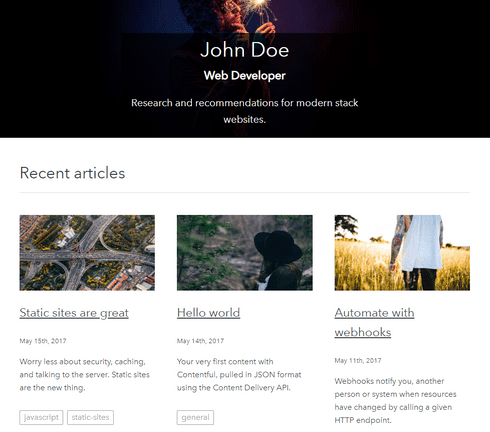 John Doe
Web Developer
Research and recommendations for modern stack
websites.
Recent articles
Static sites are great
May 15th, 2017
Worry less about security, caching,
and talking to the server. Static sites
are the new thing.
javascript static-sites
Hello world
May 14th, 2017
Your very first content with
Contentful, pulled in JSON format
using the Content Delivery API.
general
Automate with
webhooks
May 11th, 2017
Webhooks notify you, another
person or system when resources
have changed by calling a given
HTTP endpoint.